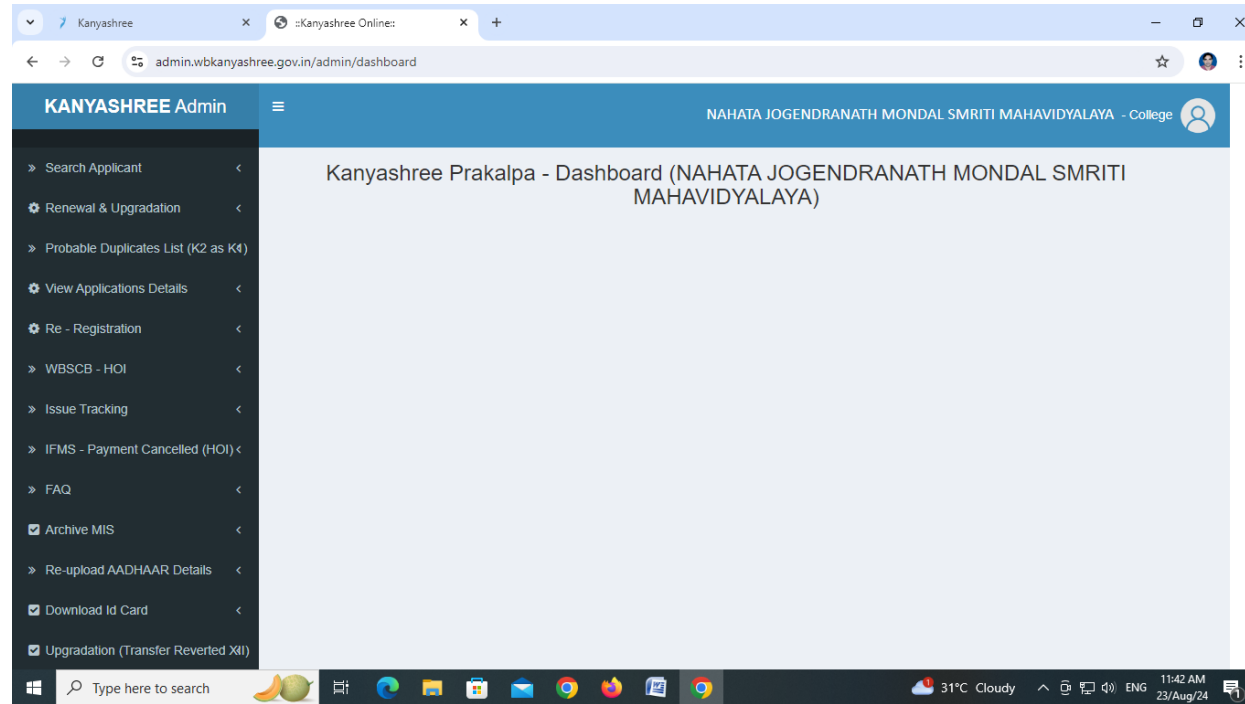 Kanyashree
::Kanyashree Online::
admin.wbkanyashree.gov.in/admin/dashboard
KANYASHREE Admin
NAHATA JOGENDRANATH MONDAL SMRITI MAHAVIDYALAYA - College
Kanyashree Prakalpa - Dashboard (NAHATA JOGENDRANATH MONDAL SMRITI
MAHAVIDYALAYA)
Search Applicant
Renewal & Upgradation
Probable Duplicates List (K2 as K1)
View Applications Details
Re - Registration
WBSCB - HOI
Issue Tracking
IFMS - Payment Cancelled (HOI)
FAQ
Archive MIS
Re-upload AADHAAR Details
Download Id Card
Upgradation (Transfer Reverted XII)
Type here to search
31°C Cloudy
ENG
11:42 AM
23/Aug/24
1